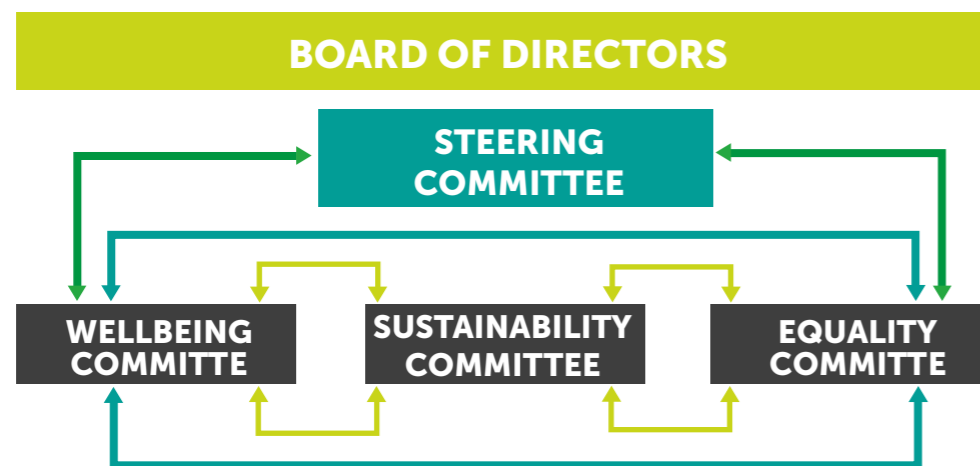 BOARD OF DIRECTORS
STEERING
COMMITTEE
WELLBEING
COMMITTE
SUSTAINABILITY
COMMITTEE
EQUALITY
COMMITTE